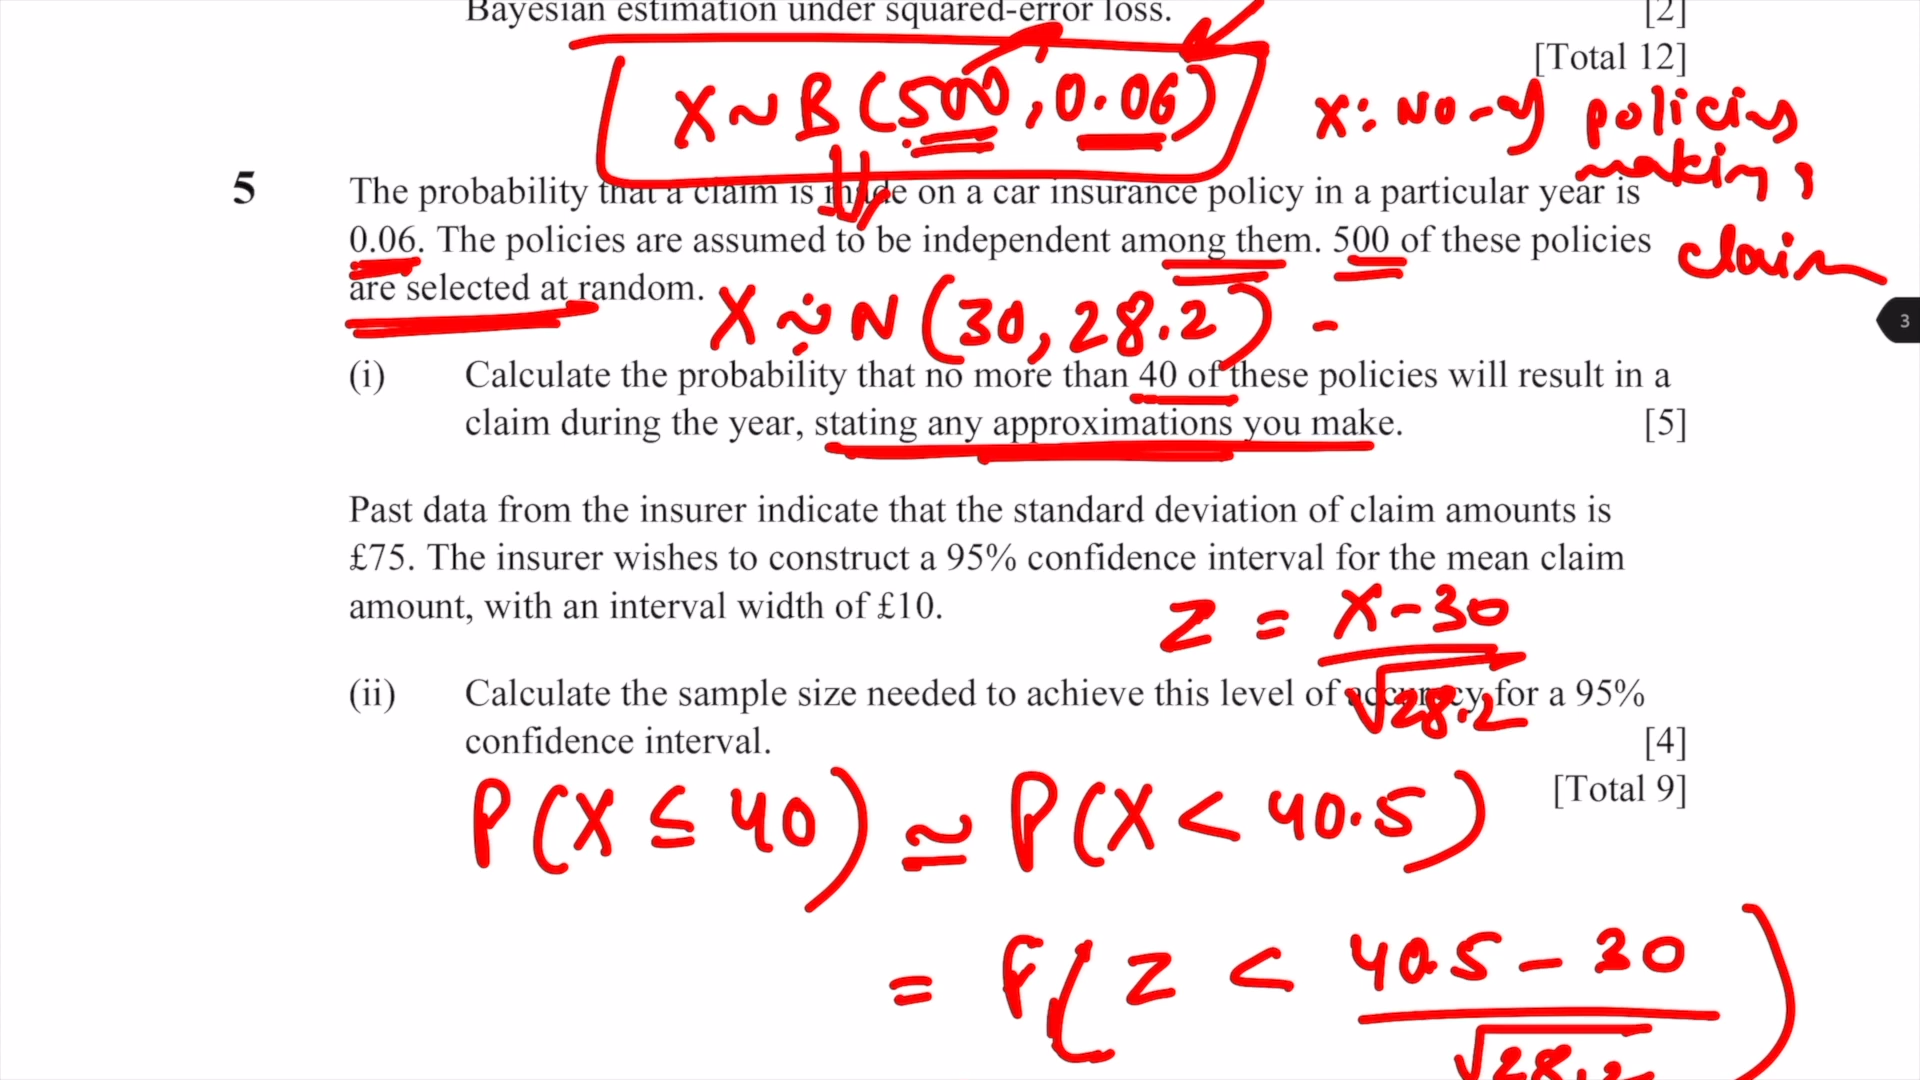 Bayesian estimation under squared-error loss. [2]
[Total 12]
X ~ B (500, 0.06)
X: No. of policies making claim
5 The probability that a claim is made on a car insurance policy in a particular year is
0.06. The policies are assumed to be independent among them. 500 of these policies
are selected at random.
X ~ N (30, 28.2) -
3
(i) Calculate the probability that no more than 40 of these policies will result in a
claim during the year, stating any approximations you make. [5]
Past data from the insurer indicate that the standard deviation of claim amounts is
£75. The insurer wishes to construct a 95% confidence interval for the mean claim
amount, with an interval width of £10.
Z = X - 30
√28.2
(ii) Calculate the sample size needed to achieve this level of accuracy for a 95%
confidence interval. [4]
[Total 9]
P(X ≤ 40) ≃ P(X < 40.5)
= P( Z < 40.5 - 30 )
√28.2